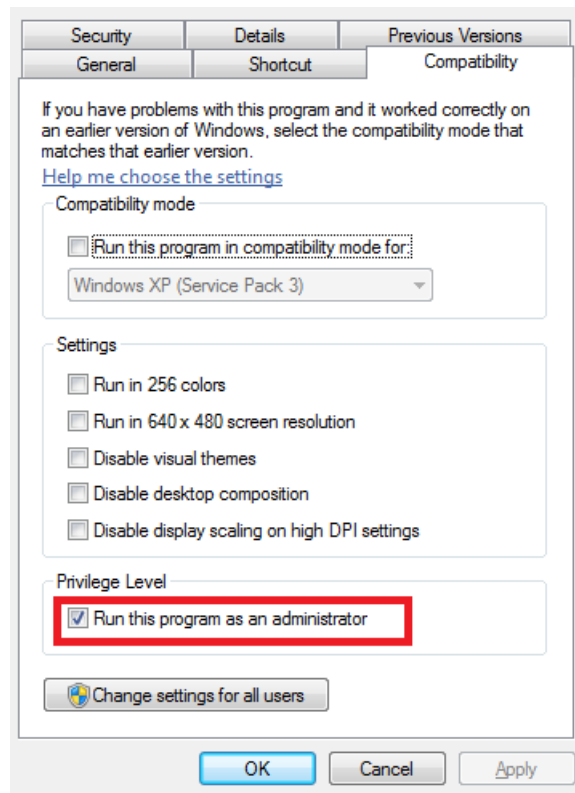 Security Details Previous Versions
General Shortcut Compatibility
If you have problems with this program and it worked correctly on
an earlier version of Windows, select the compatibility mode that
matches that earlier version.
Help me choose the settings
Compatibility mode
Run this program in compatibility mode for:
Windows XP (Service Pack 3)
Settings
Run in 256 colors
Run in 640 x 480 screen resolution
Disable visual themes
Disable desktop composition
Disable display scaling on high DPI settings
Privilege Level
Run this program as an administrator
Change settings for all users
OK Cancel Apply